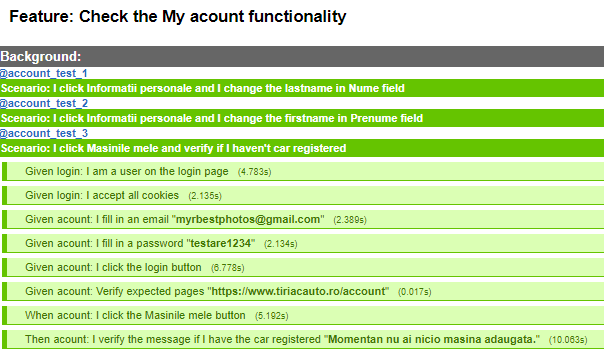 Feature: Check the My acount functionality
Background:
@account_test_1
Scenario: I click Informatii personale and I change the lastname in Nume field
@account_test_2
Scenario: I click Informatii personale and I change the firstname in Prenume field
@account_test_3
Scenario: I click Masinile mele and verify if I haven't car registered
Given login: I am a user on the login page (4.783s)
Given login: I accept all cookies (2.135s)
Given acount: I fill in an email "myrbestphotos@gmail.com" (2.389s)
Given acount: I fill in a password "testare1234" (2.134s)
Given acount: I click the login button (6.778s)
Given acount: Verify expected pages "https://www.tiriacauto.ro/account" (0.017s)
When acount: I click the Masinile mele button (5.192s)
Then acount: I verify the message if I have the car registered "Momentan nu ai nicio masina adaugata." (10.063s)